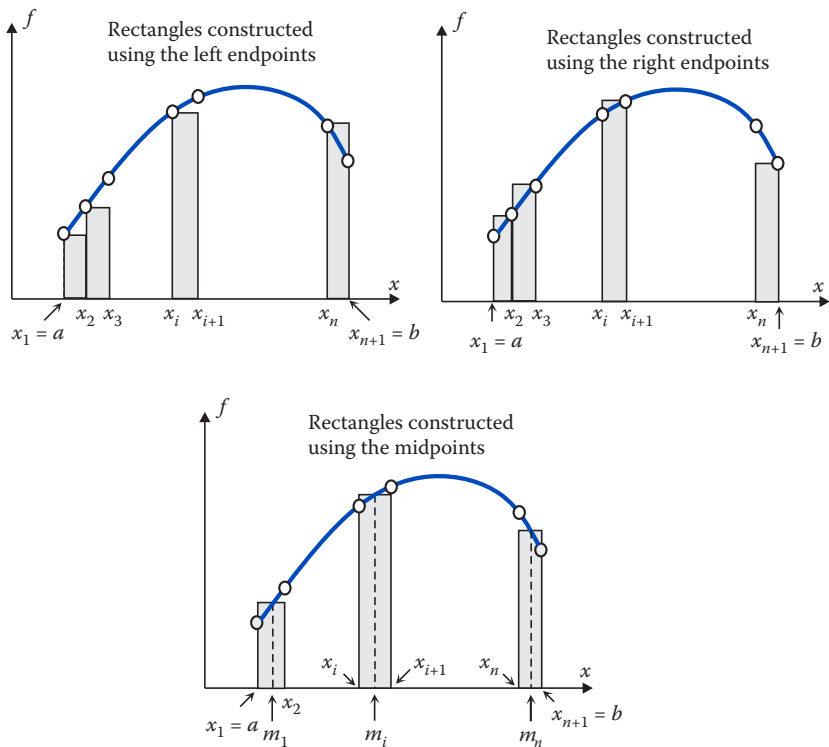 f
Rectangles constructed
using the left endpoints
x
x₂ x₃ xᵢ xᵢ₊₁ xₙ
x₁ = a xₙ₊₁ = b
f
Rectangles constructed
using the right endpoints
x
x₂ x₃ xᵢ xᵢ₊₁ xₙ
x₁ = a xₙ₊₁ = b
f
Rectangles constructed
using the midpoints
xᵢ xᵢ₊₁ xₙ x
x₁ = a x₂ xₙ₊₁ = b
m₁ mᵢ mₙ